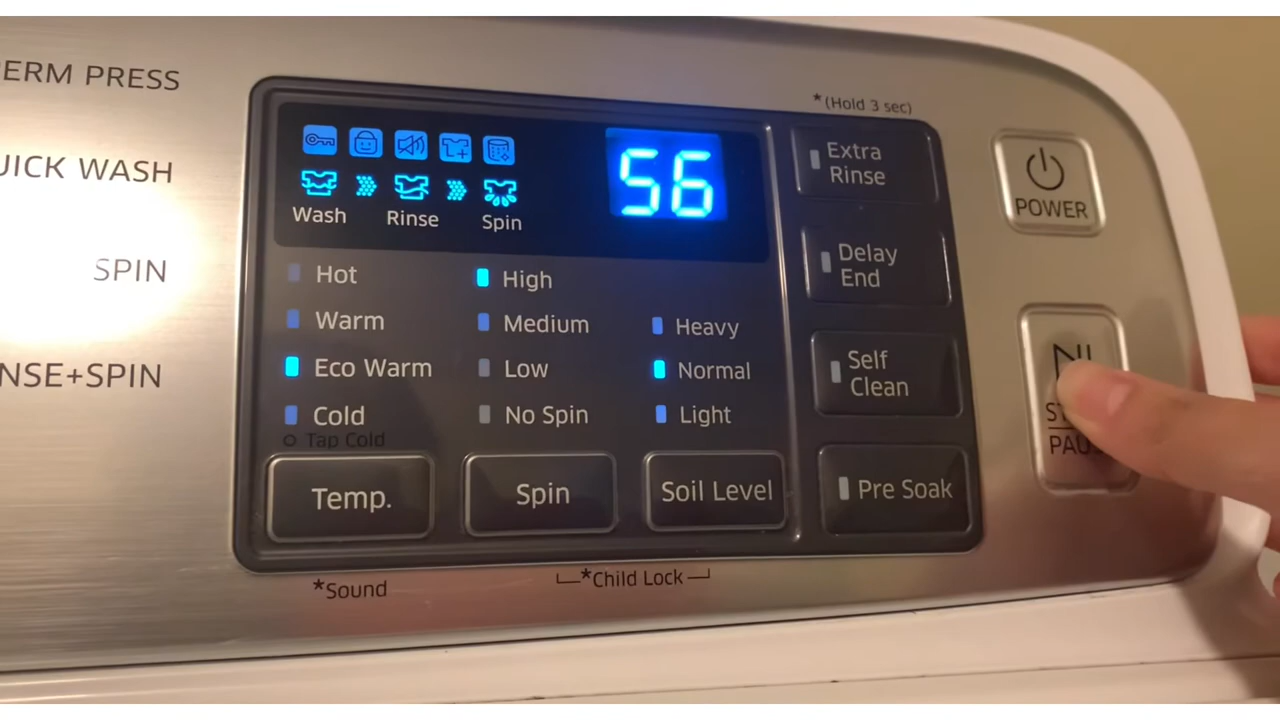 ERM PRESS
UICK WASH
SPIN
NSE+SPIN
Wash
Rinse
Spin
56
Hot
Warm
Eco Warm
Cold
Tap Cold
High
Medium
Low
No Spin
Heavy
Normal
Light
Temp.
Spin
Soil Level
*Sound
*Child Lock
*(Hold 3 sec)
Extra
Rinse
Delay
End
Self
Clean
Pre Soak
POWER